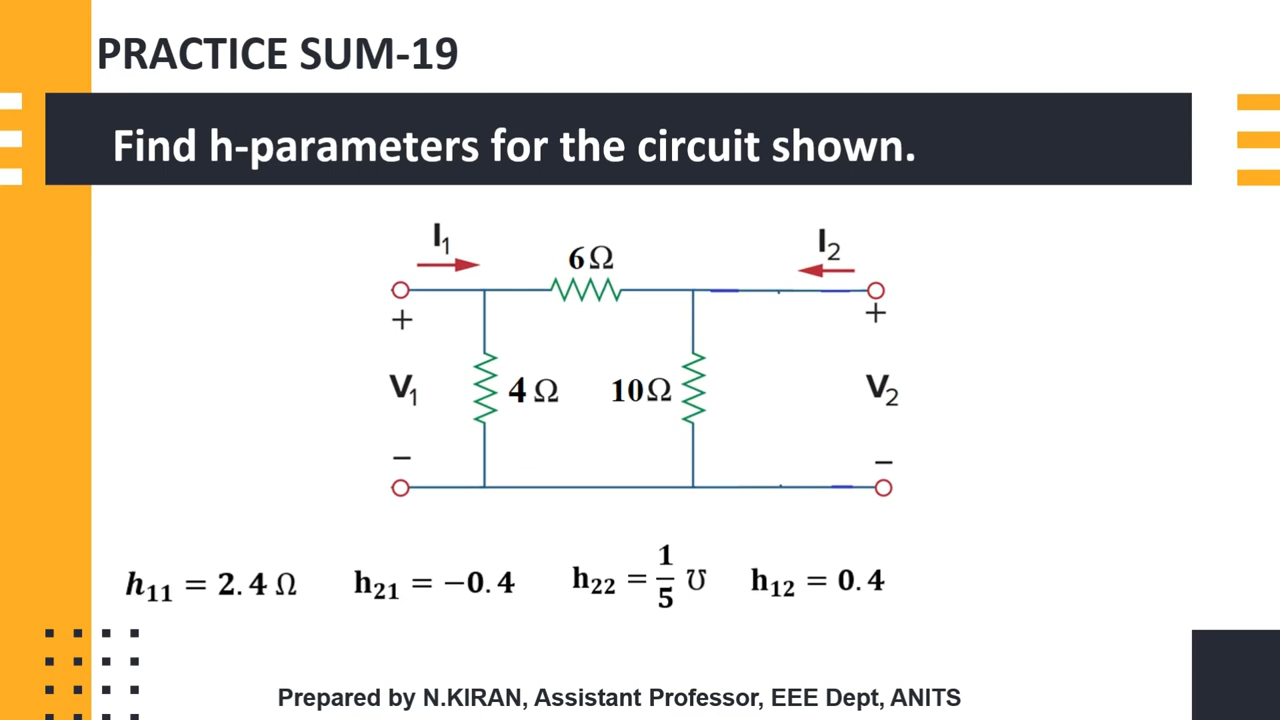 PRACTICE SUM-19
Find h-parameters for the circuit shown.
I₁
6Ω
I₂
+
+
V₁
4Ω
10Ω
V₂
−
−
h₁₁ = 2.4 Ω h₂₁ = −0.4 h₂₂ = 1/5 ℧ h₁₂ = 0.4
Prepared by N.KIRAN, Assistant Professor, EEE Dept, ANITS